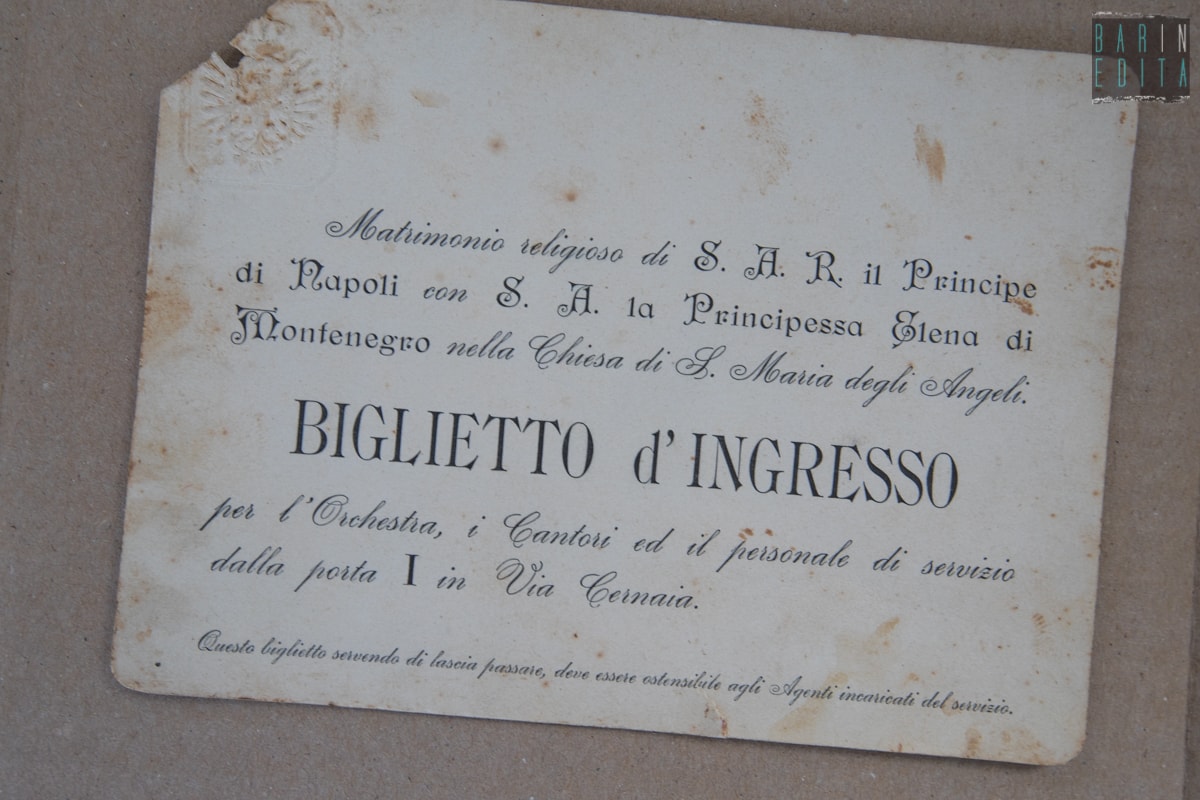 BARIN
EDITA
Matrimonio religioso di S. A. R. il Principe
di Napoli con S. A. la Principessa Elena di
Montenegro nella Chiesa di S. Maria degli Angeli.
BIGLIETTO d'INGRESSO
per l'Orchestra, i Cantori ed il personale di servizio
dalla porta I in Via Cernaia.
Questo biglietto servendo di lascia passare, deve essere ostensibile agli Agenti incaricati del servizio.